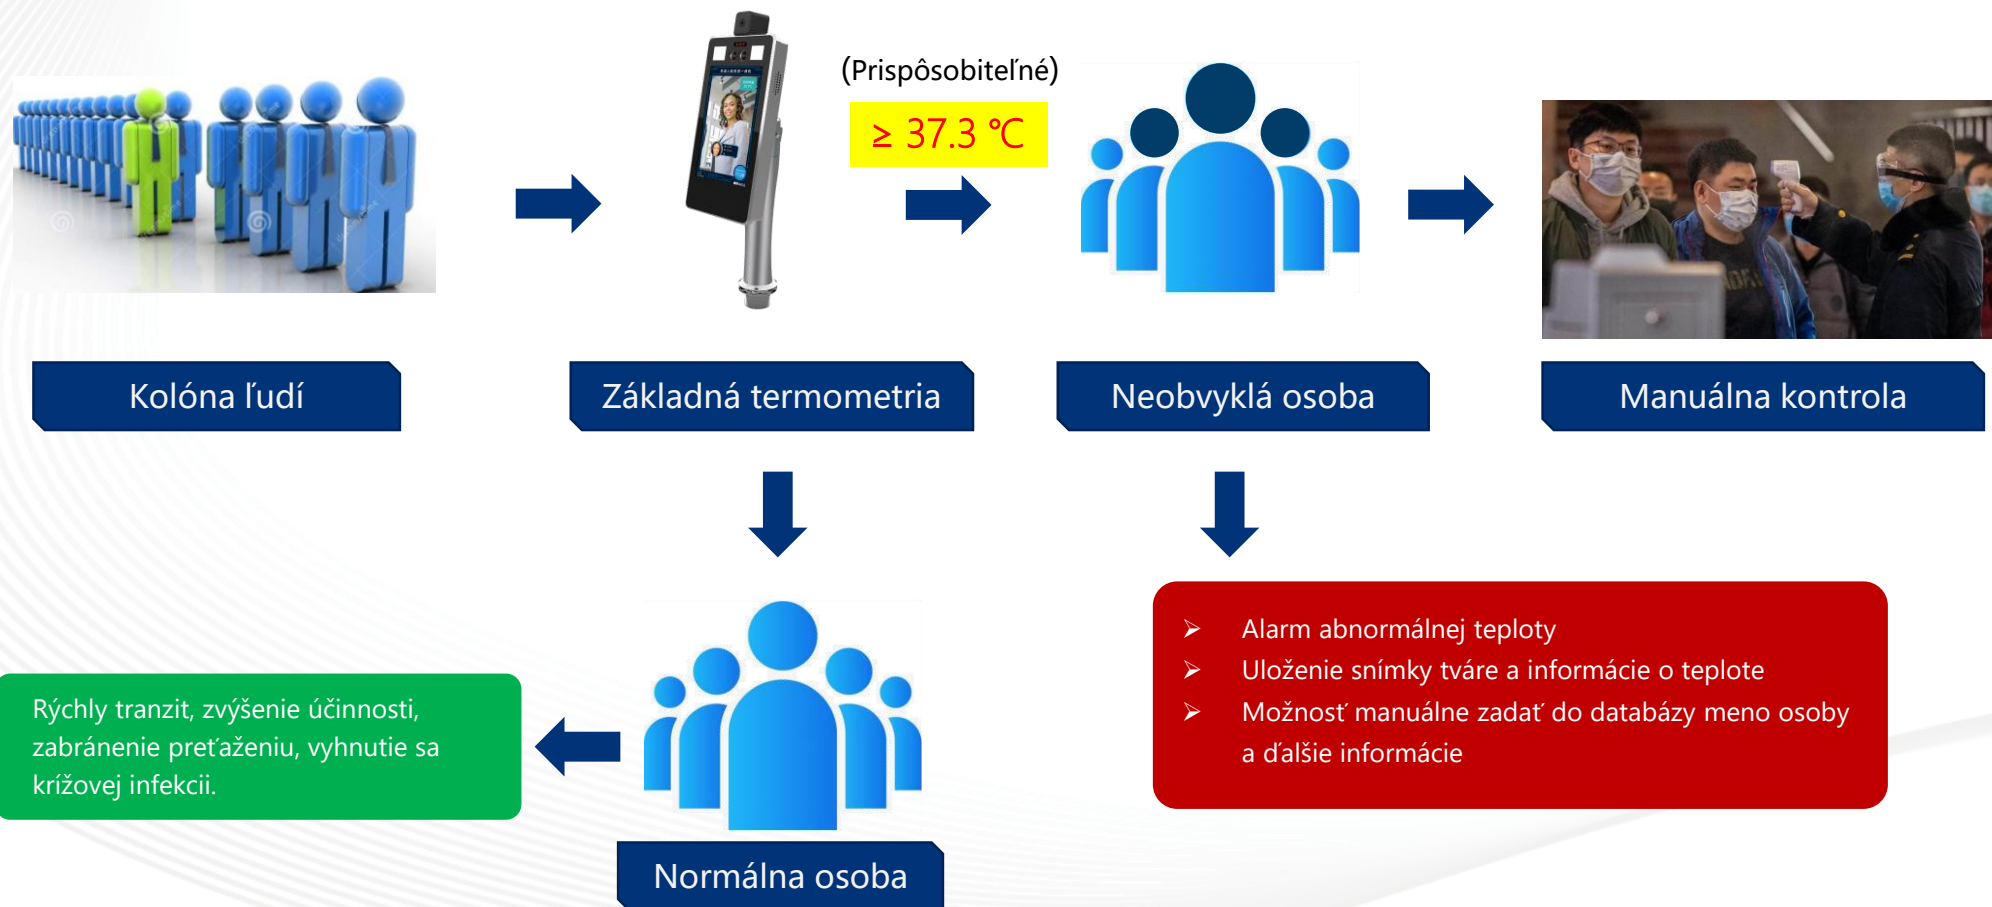 (Prispôsobiteľné)
≥ 37.3 ℃
Kolóna ľudí
Základná termometria
Neobvyklá osoba
Manuálna kontrola
Alarm abnormálnej teploty
Uloženie snímky tváre a informácie o teplote
Možnosť manuálne zadať do databázy meno osoby
a ďalšie informácie
Rýchly tranzit, zvýšenie účinnosti,
zabránenie preťaženiu, vyhnutie sa
krížovej infekcii.
Normálna osoba